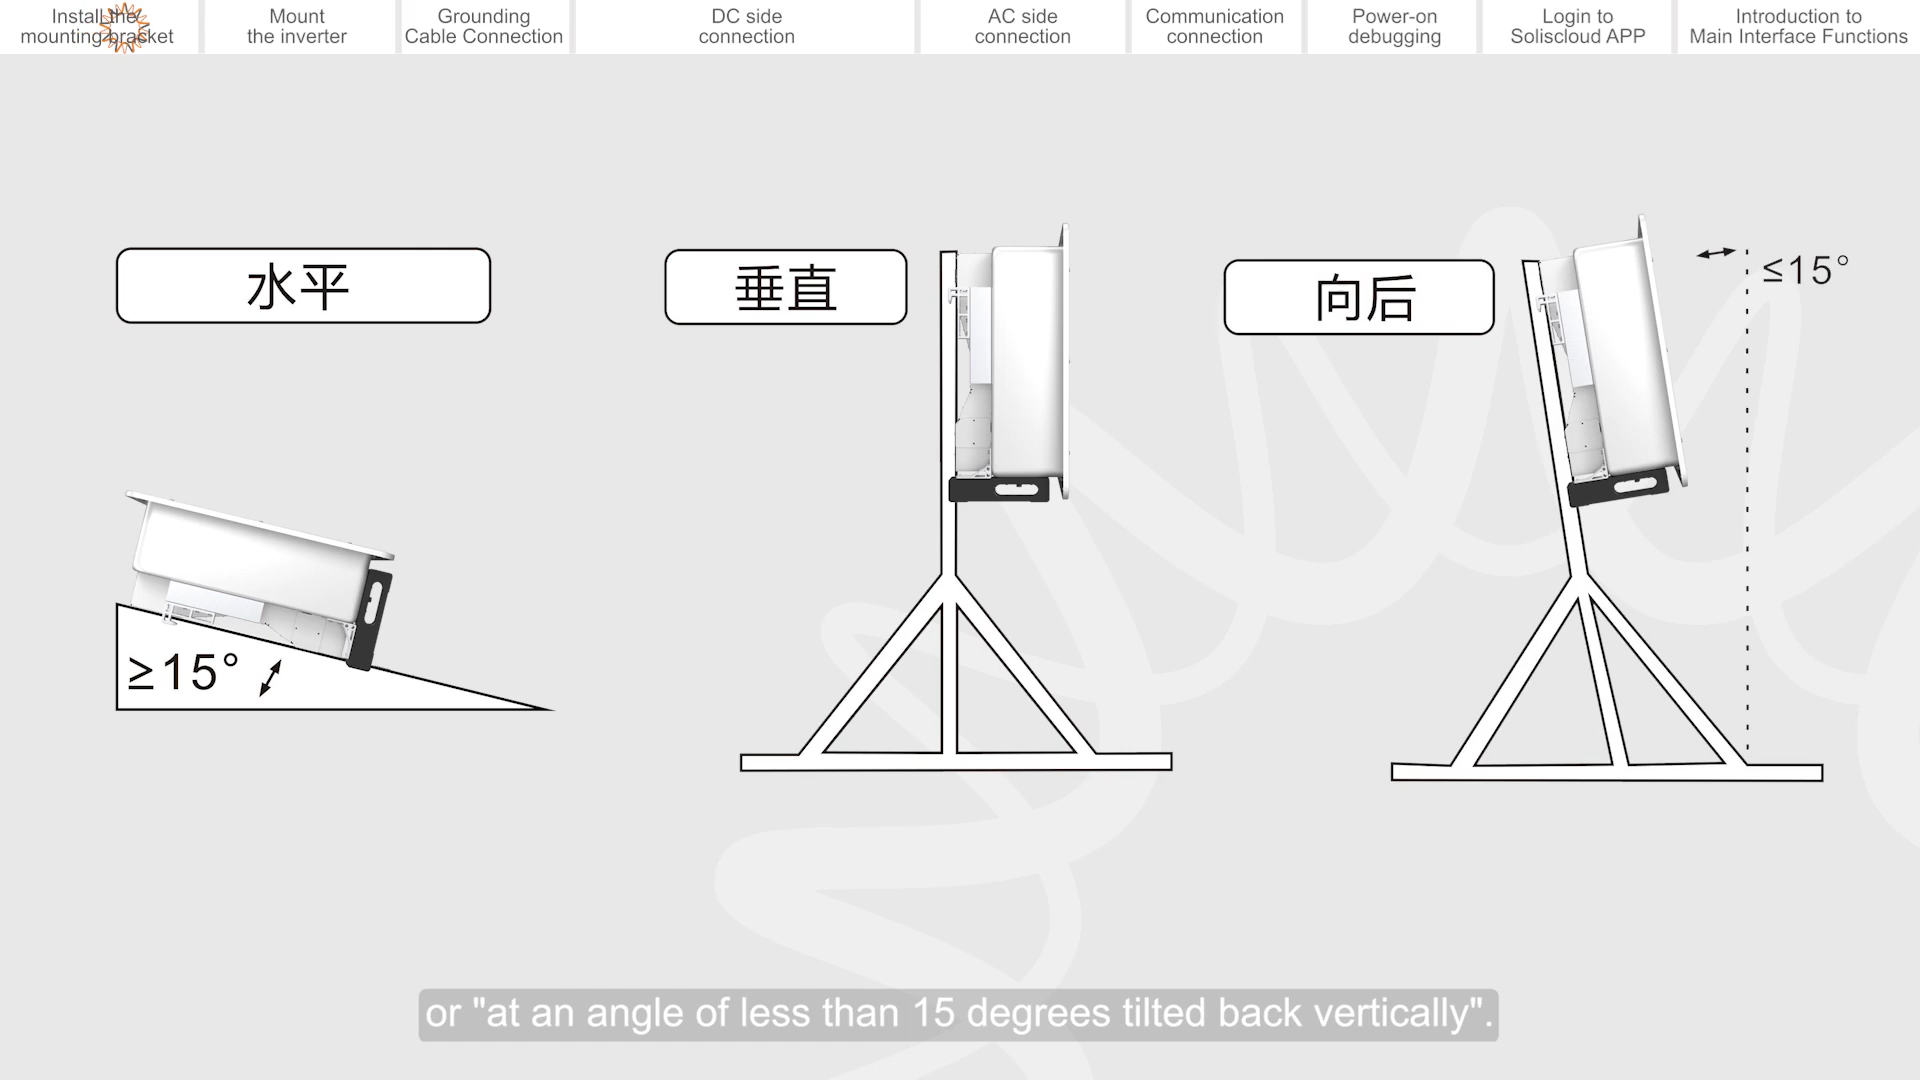 Install the
mounting bracket
Mount
the inverter
Grounding
Cable Connection
DC side
connection
AC side
connection
Communication
connection
Power-on
debugging
Login to
Soliscloud APP
Introduction to
Main Interface Functions
水平
垂直
向后
≤15°
≥15°
or "at an angle of less than 15 degrees tilted back vertically".